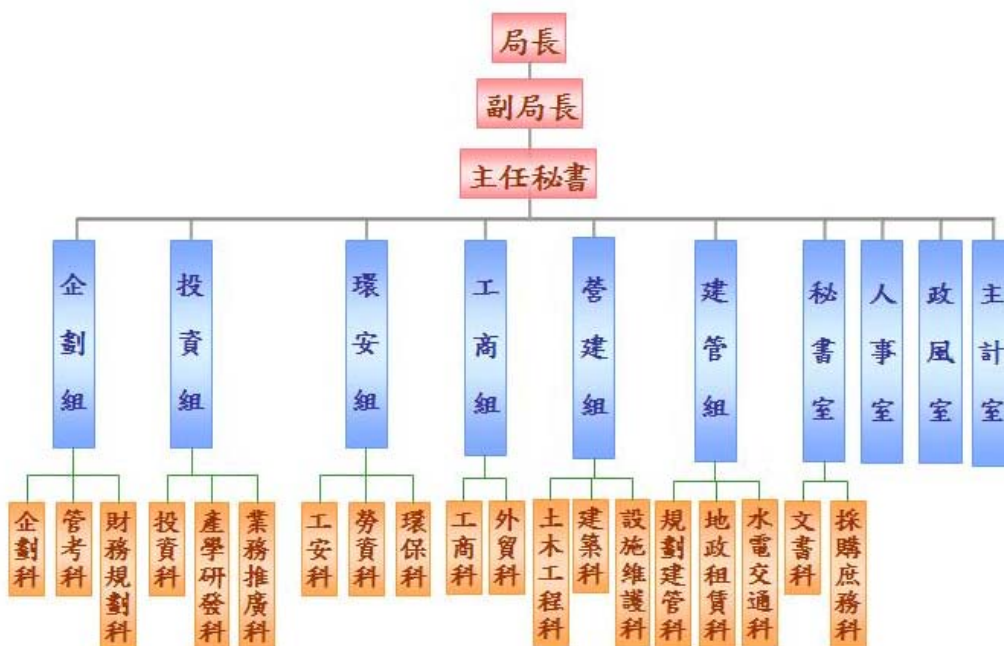 局長
副局長
主任秘書
企劃組
投資組
環安組
工商組
營建組
建管組
秘書室
人事室
政風室
主計室
企劃科
管考科
財務規劃科
投資科
產學研發科
業務推廣科
工安科
勞資科
環保科
工商科
外貿科
土木工程科
建築科
設施維護科
規劃建管科
地政租賃科
水電交通科
文書科
採購庶務科